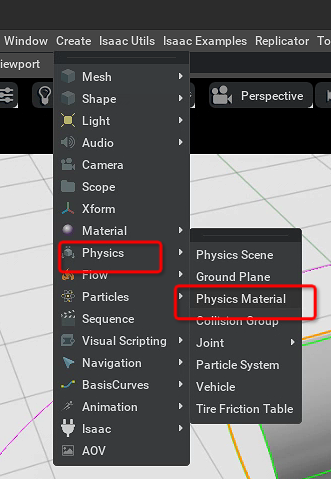 Window Create Isaac Utils Isaac Examples Replicator To
iewport
Perspective
Mesh
Shape
Light
Audio
Camera
Scope
Xform
Material
Physics
Flow
Particles
Sequence
Visual Scripting
Navigation
BasisCurves
Animation
Isaac
AOV
Physics Scene
Ground Plane
Physics Material
Collision Group
Joint
Particle System
Vehicle
Tire Friction Table